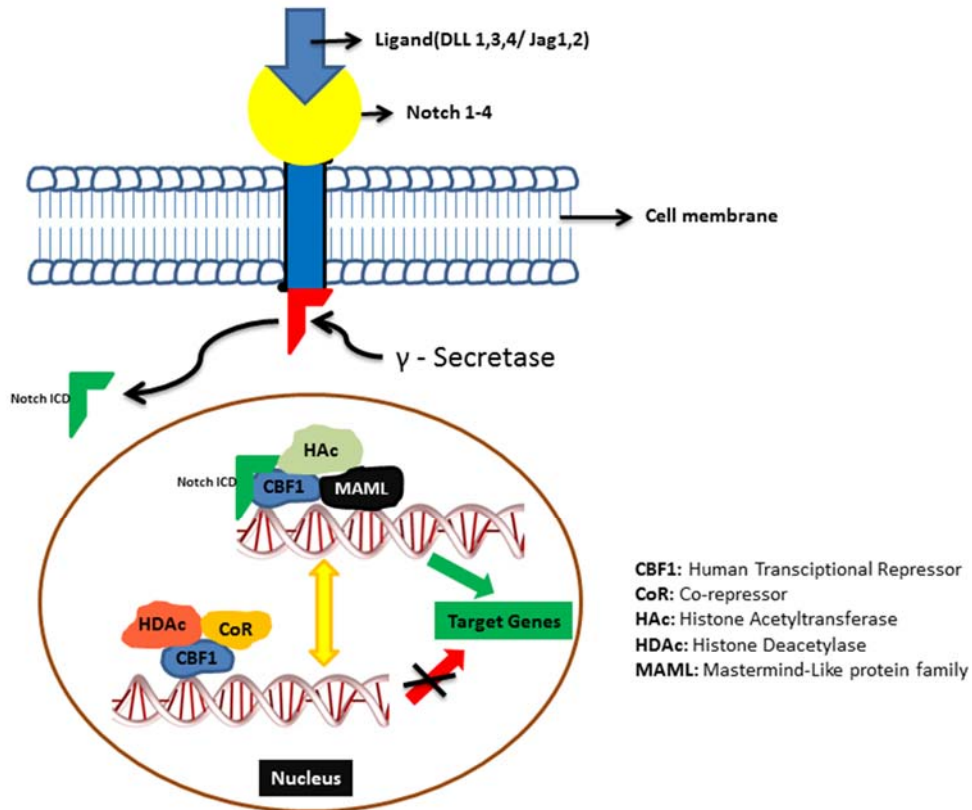 Ligand(DLL 1,3,4/ Jag1,2)
Notch 1-4
Cell membrane
γ - Secretase
Notch ICD
HAc
Notch ICD
CBF1
MAML
HDAc
CoR
CBF1
Target Genes
Nucleus
CBF1: Human Transciptional Repressor
CoR: Co-repressor
HAc: Histone Acetyltransferase
HDAc: Histone Deacetylase
MAML: Mastermind-Like protein family